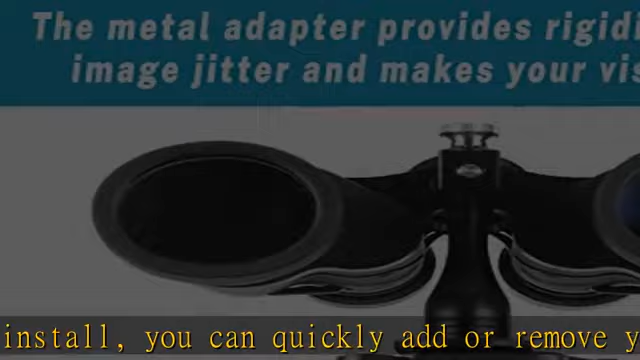 The metal adapter provides rigidi
image jitter and makes your vis
install, you can quickly add or remove y